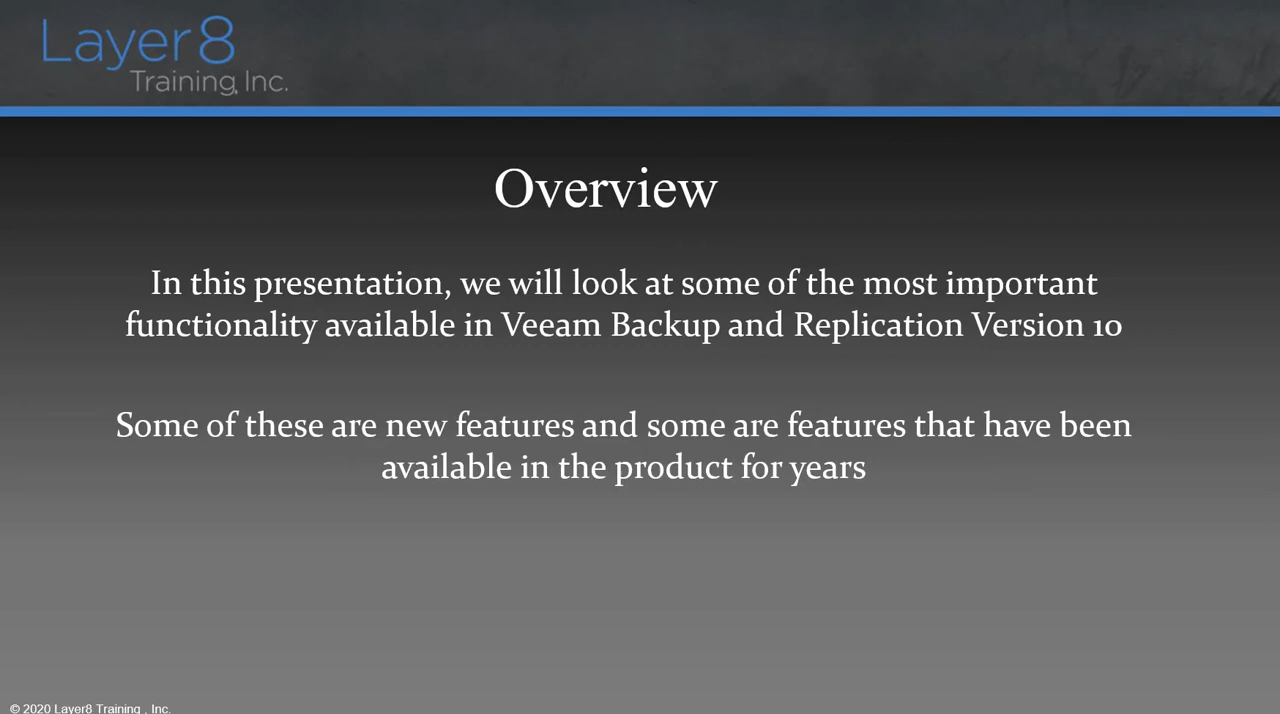 Layer8
Training, Inc.
Overview
In this presentation, we will look at some of the most important
functionality available in Veeam Backup and Replication Version 10
Some of these are new features and some are features that have been
available in the product for years
© 2020 Layer8 Training , Inc.